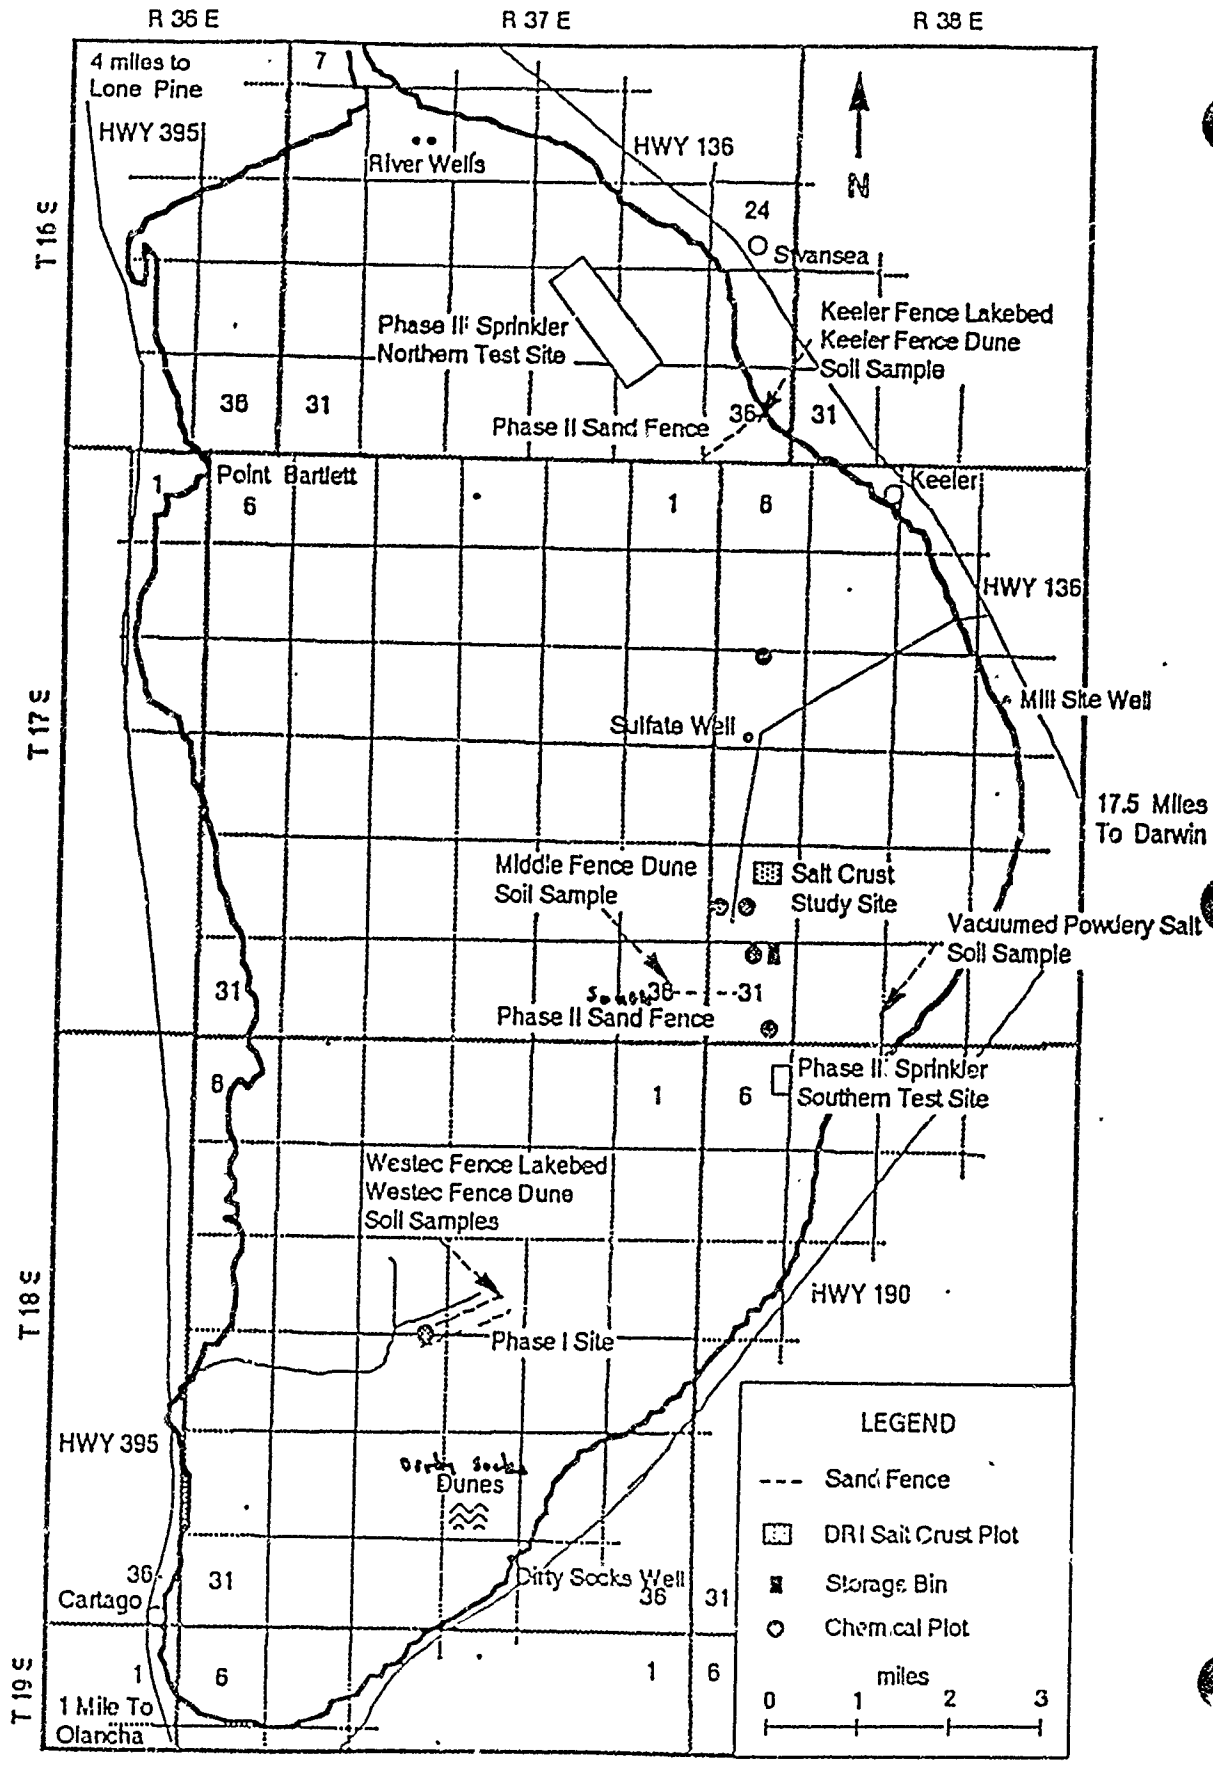 R 36 E
R 37 E
R 38 E
4 miles to
Lone Pine
7
HWY 395
River Wells
HWY 136
N
T 16 S
24
Swansea
Keeler Fence Lakebed
Keeler Fence Dune
Soil Sample
Phase II: Sprinkler
Northern Test Site
36
31
Phase II Sand Fence
36
31
1
Point Bartlett
6
1
6
Keeler
HWY 136
Mill Site Well
Sulfate Well
T 17 S
17.5 Miles
To Darwin
Middle Fence Dune
Soil Sample
Salt Crust
Study Site
Vacuumed Powdery Salt
Soil Sample
31
South
36
31
Phase II Sand Fence
6
1
6
Phase II: Sprinkler
Southern Test Site
Westec Fence Lakebed
Westec Fence Dune
Soil Samples
T 18 S
HWY 190
Phase I Site
HWY 395
Dirty Socks
Dunes
36
31
Cartago
Dirty Socks Well
36
31
T 19 S
1
6
1
6
1 Mile To
Olancha
LEGEND
Sand Fence
DRI Salt Crust Plot
Storage Bin
Chemical Plot
miles
0 1 2 3